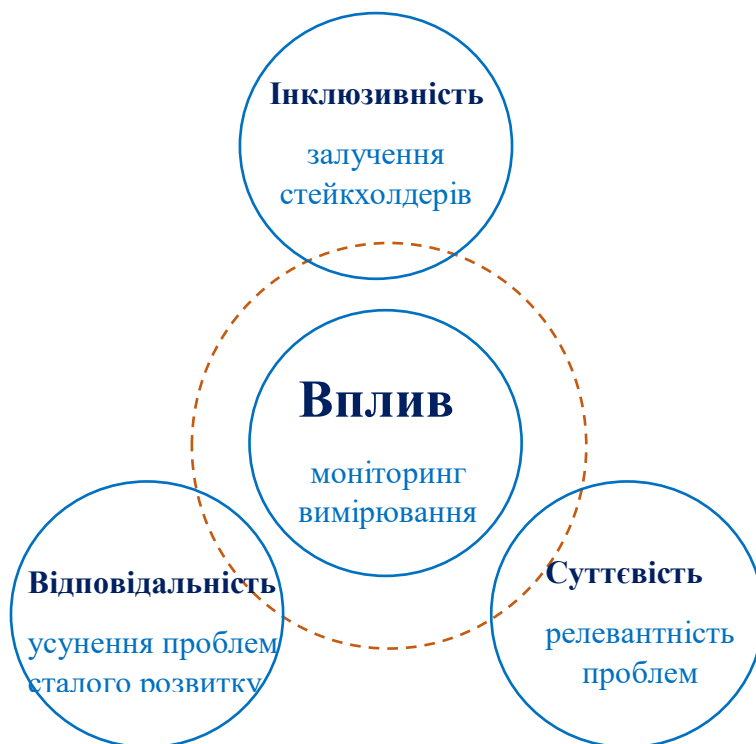 Інклюзивність
залучення
стейкхолдерів
Вплив
моніторинг
вимірювання
Відповідальність
усунення проблем
сталого розвитку
Суттєвість
релевантність
проблем